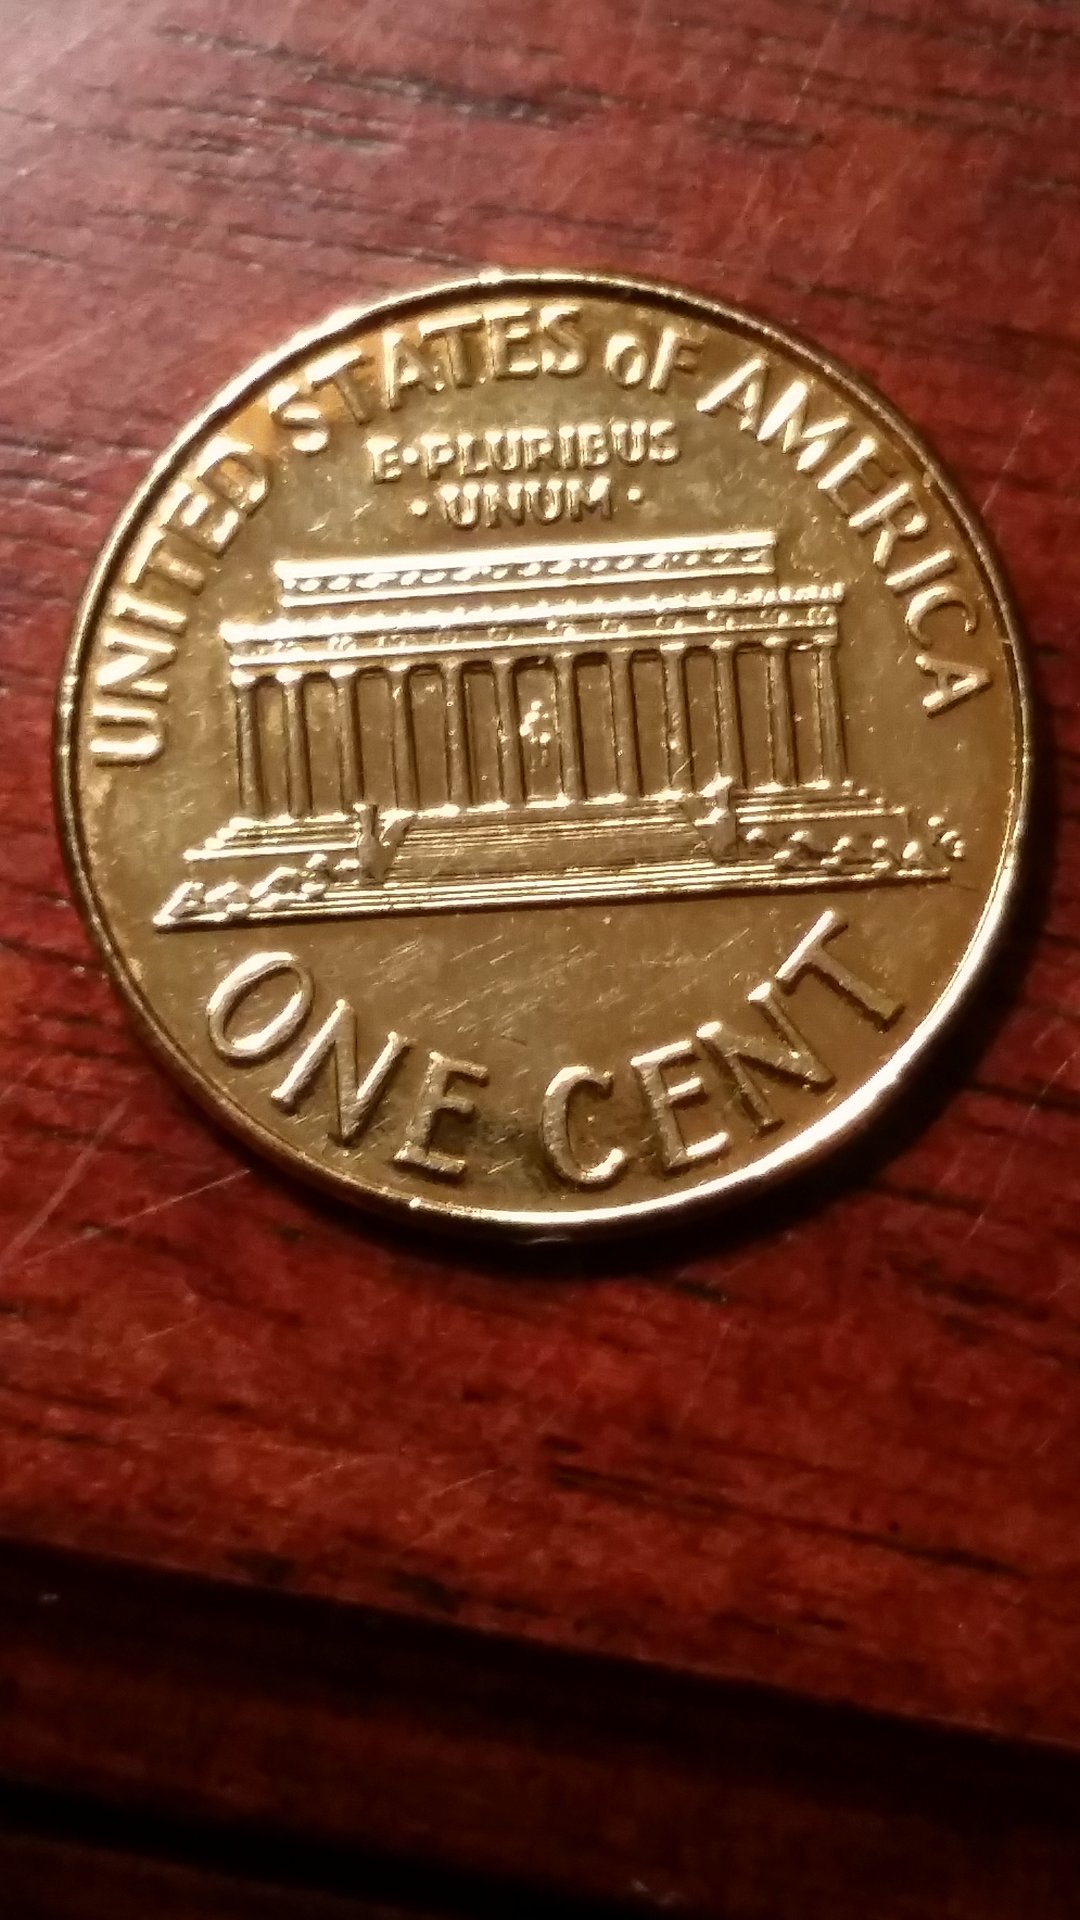 UNITED STATES oF AMERICA
E•PLURIBUS
•UNUM•
ONE CENT